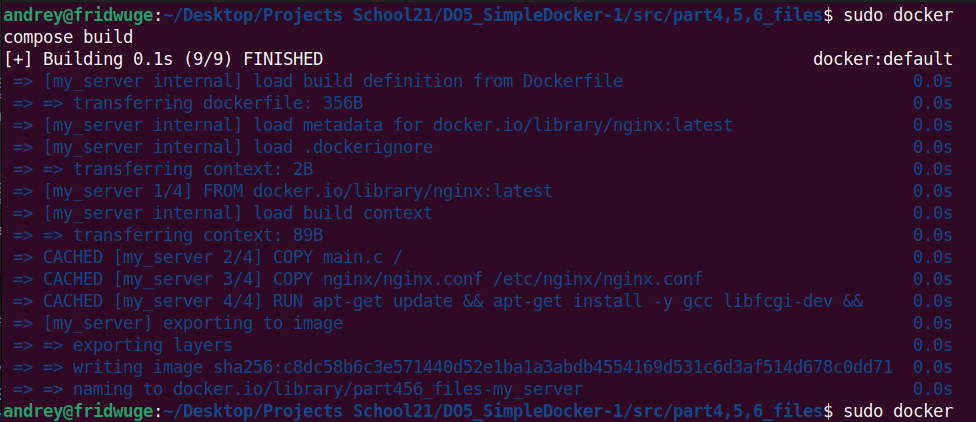 andrey@fridwuge:~/Desktop/Projects School21/DO5_SimpleDocker-1/src/part4,5,6_files$ sudo docker
compose build
[+] Building 0.1s (9/9) FINISHED docker:default
=> [my_server internal] load build definition from Dockerfile 0.0s
=> => transferring dockerfile: 356B 0.0s
=> [my_server internal] load metadata for docker.io/library/nginx:latest 0.0s
=> [my_server internal] load .dockerignore 0.0s
=> => transferring context: 2B 0.0s
=> [my_server 1/4] FROM docker.io/library/nginx:latest 0.0s
=> [my_server internal] load build context 0.0s
=> => transferring context: 89B 0.0s
=> CACHED [my_server 2/4] COPY main.c / 0.0s
=> CACHED [my_server 3/4] COPY nginx/nginx.conf /etc/nginx/nginx.conf 0.0s
=> CACHED [my_server 4/4] RUN apt-get update && apt-get install -y gcc libfcgi-dev && 0.0s
=> [my_server] exporting to image 0.0s
=> => exporting layers 0.0s
=> => writing image sha256:c8dc58b6c3e571440d52e1ba1a3abdb4554169d531c6d3af514d678c0dd71 0.0s
=> => naming to docker.io/library/part456_files-my_server 0.0s
andrey@fridwuge:~/Desktop/Projects School21/DO5_SimpleDocker-1/src/part4,5,6_files$ sudo docker